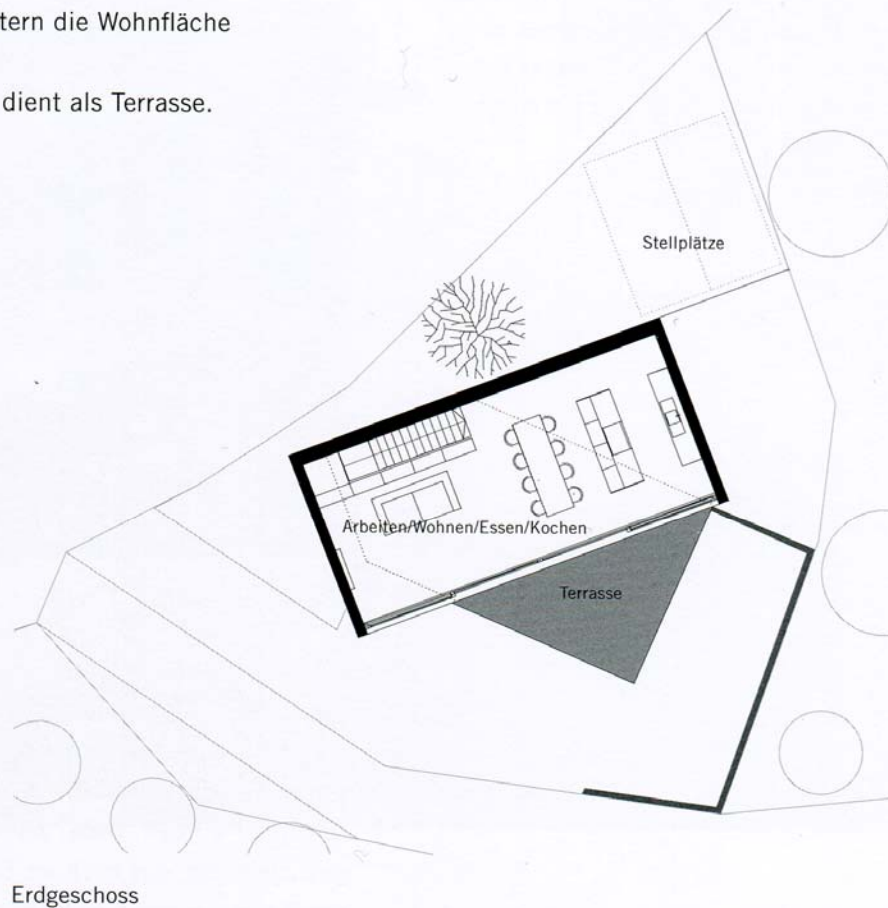 tern die Wohnfläche
dient als Terrasse.
Stellplätze
Arbeiten/Wohnen/Essen/Kochen
Terrasse
Erdgeschoss